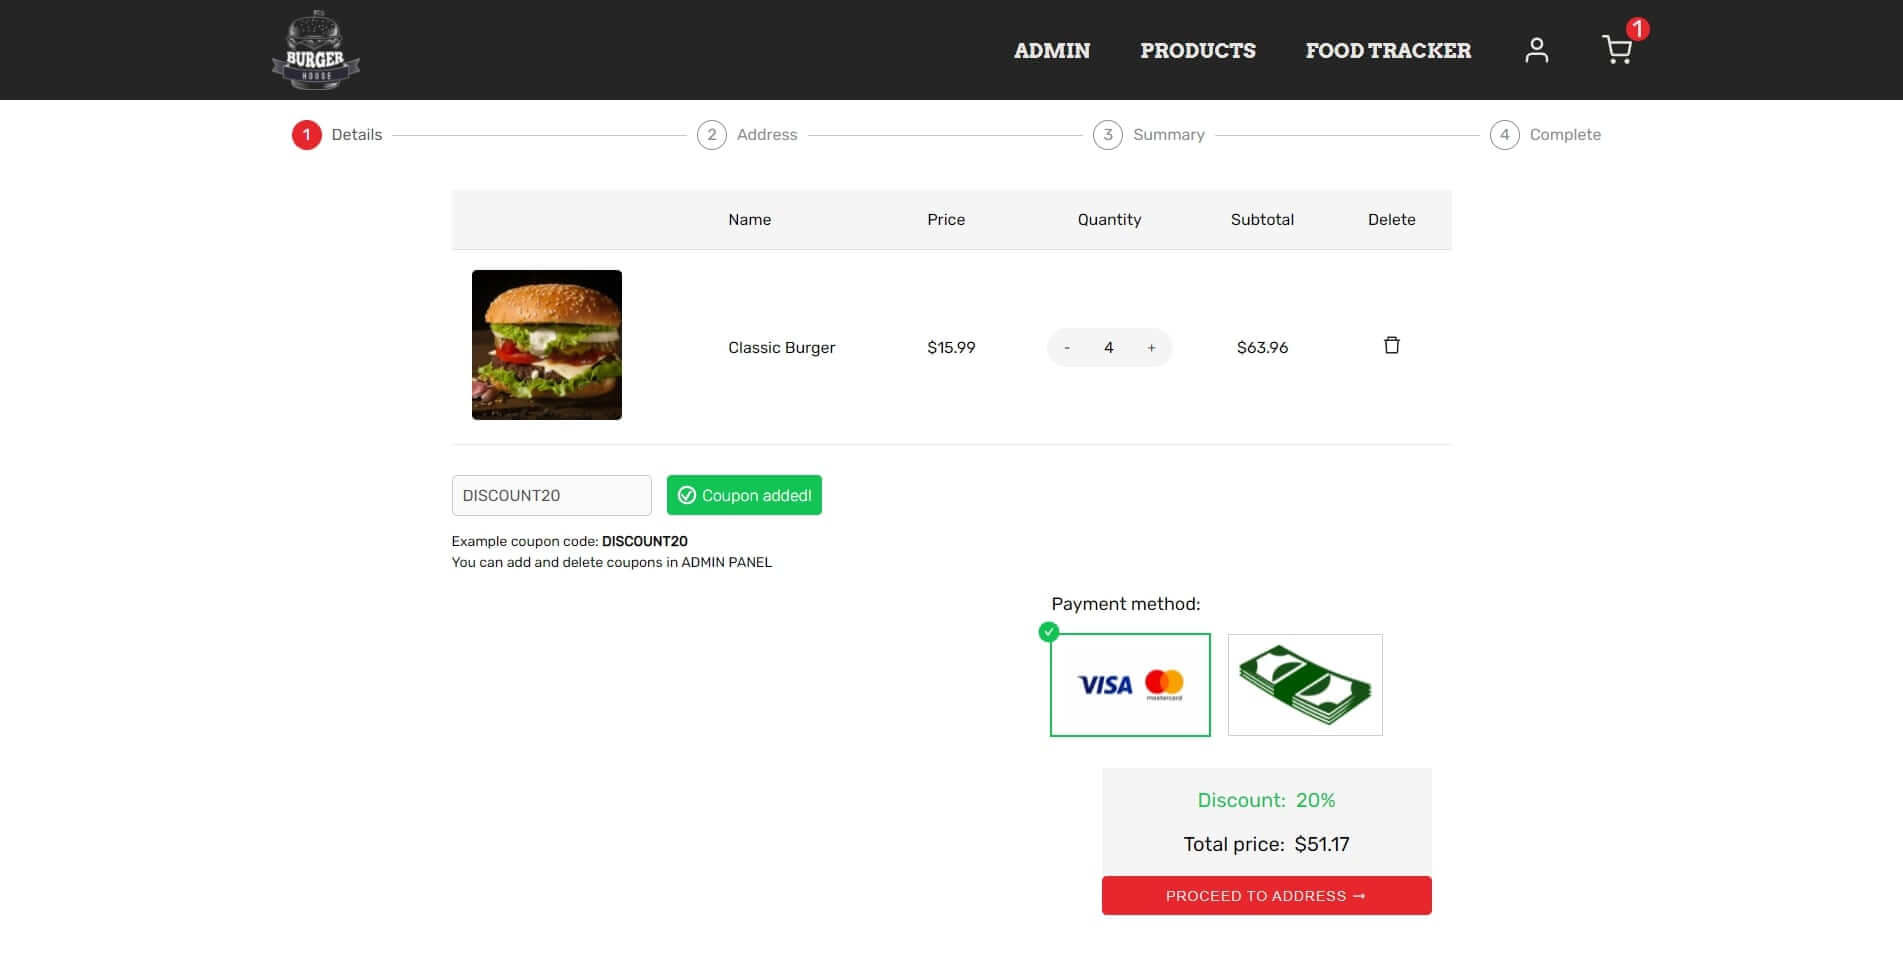 BURGER
HOUSE
ADMIN PRODUCTS FOOD TRACKER 1
1 Details 2 Address 3 Summary 4 Complete
Name Price Quantity Subtotal Delete
Classic Burger $15.99 - 4 + $63.96
DISCOUNT20 Coupon added!
Example coupon code: DISCOUNT20
You can add and delete coupons in ADMIN PANEL
Payment method:
VISA mastercard
Discount: 20%
Total price: $51.17
PROCEED TO ADDRESS →